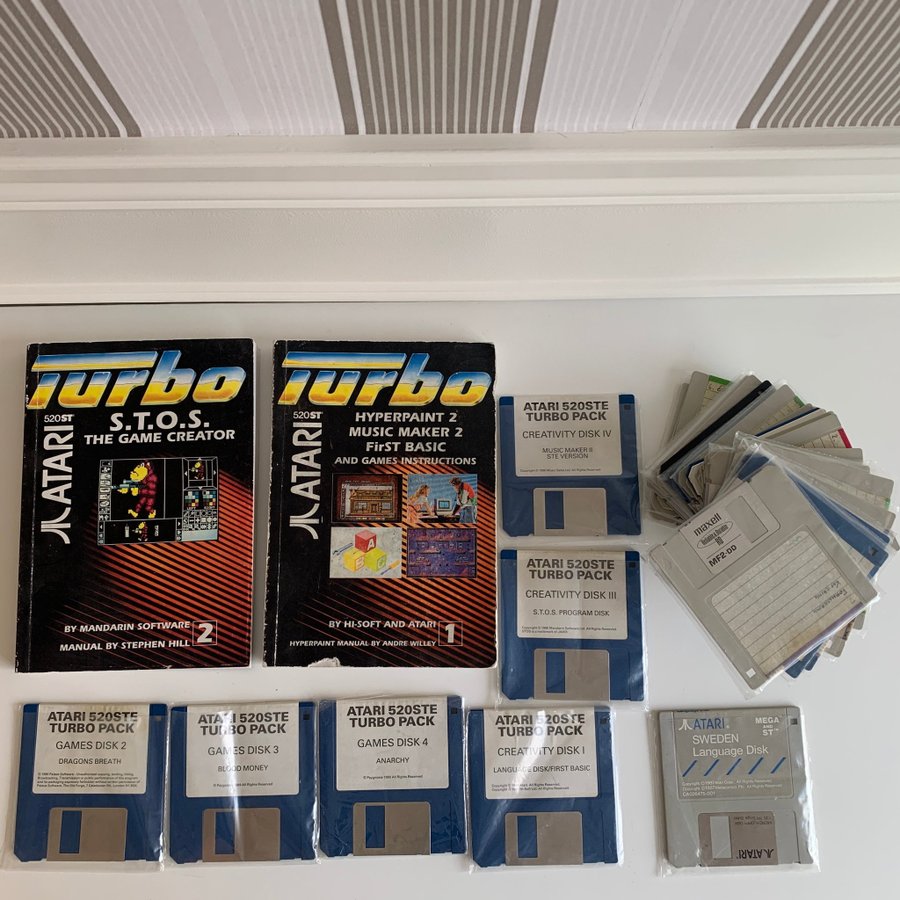 Turbo
520ST
ATARI
S.T.O.S.
THE GAME CREATOR
BY MANDARIN SOFTWARE
MANUAL BY STEPHEN HILL
2
Turbo
520ST
ATARI
HYPERPAINT 2
MUSIC MAKER 2
FirST BASIC
AND GAMES INSTRUCTIONS
A
B
BY HI-SOFT AND ATARI
HYPERPAINT MANUAL BY ANDRE WILLEY
1
ATARI 520STE
TURBO PACK
CREATIVITY DISK IV
MUSIC MAKER II
STE VERSION
ATARI 520STE
TURBO PACK
CREATIVITY DISK III
S.T.O.S. PROGRAM DISK
maxell
MF2-DD
ATARI 520STE
TURBO PACK
GAMES DISK 2
DRAGONS BREATH
ATARI 520STE
TURBO PACK
GAMES DISK 3
BLOOD MONEY
ATARI 520STE
TURBO PACK
GAMES DISK 4
ANARCHY
ATARI 520STE
TURBO PACK
CREATIVITY DISK I
LANGUAGE DISK/FIRST BASIC
ATARI
MEGA
AND
ST
SWEDEN
Language Disk
ATARI